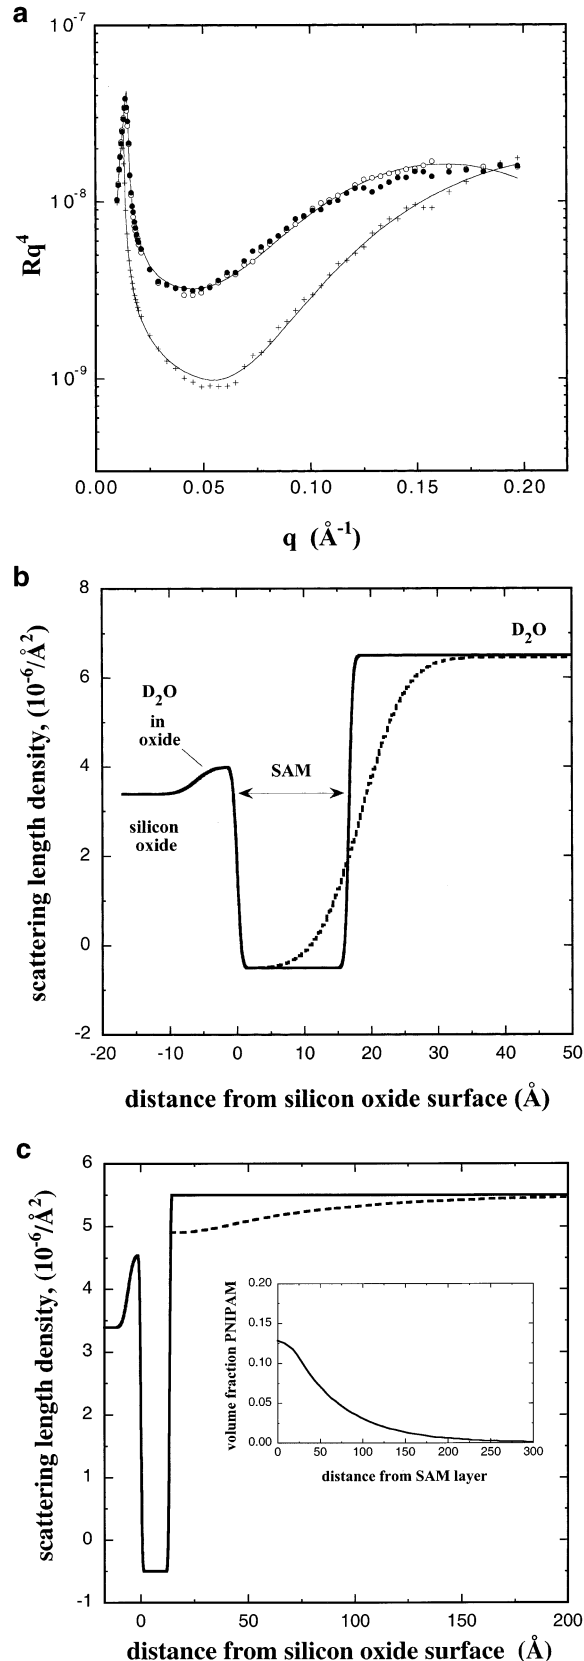 a
10^-7
10^-8
10^-9
Rq^4
0.00 0.05 0.10 0.15 0.20
q (Å^-1)
b
8
6
4
2
0
-2
scattering length density, (10^-6/Å^2)
D2O
D2O
in
oxide
SAM
silicon
oxide
-20 -10 0 10 20 30 40 50
distance from silicon oxide surface (Å)
c
6
5
4
3
2
1
0
-1
scattering length density, (10^-6/Å^2)
0.20
0.15
0.10
0.05
0.00
volume fraction PNIPAM
0 50 100 150 200 250 300
distance from SAM layer
0 50 100 150 200
distance from silicon oxide surface (Å)